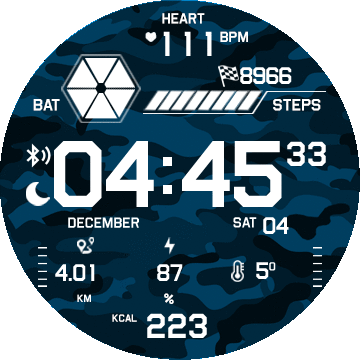 HEART
111 BPM
8966
BAT
STEPS
04:45 33
DECEMBER
SAT 04
4.01
87
5°
KM
%
KCAL 223